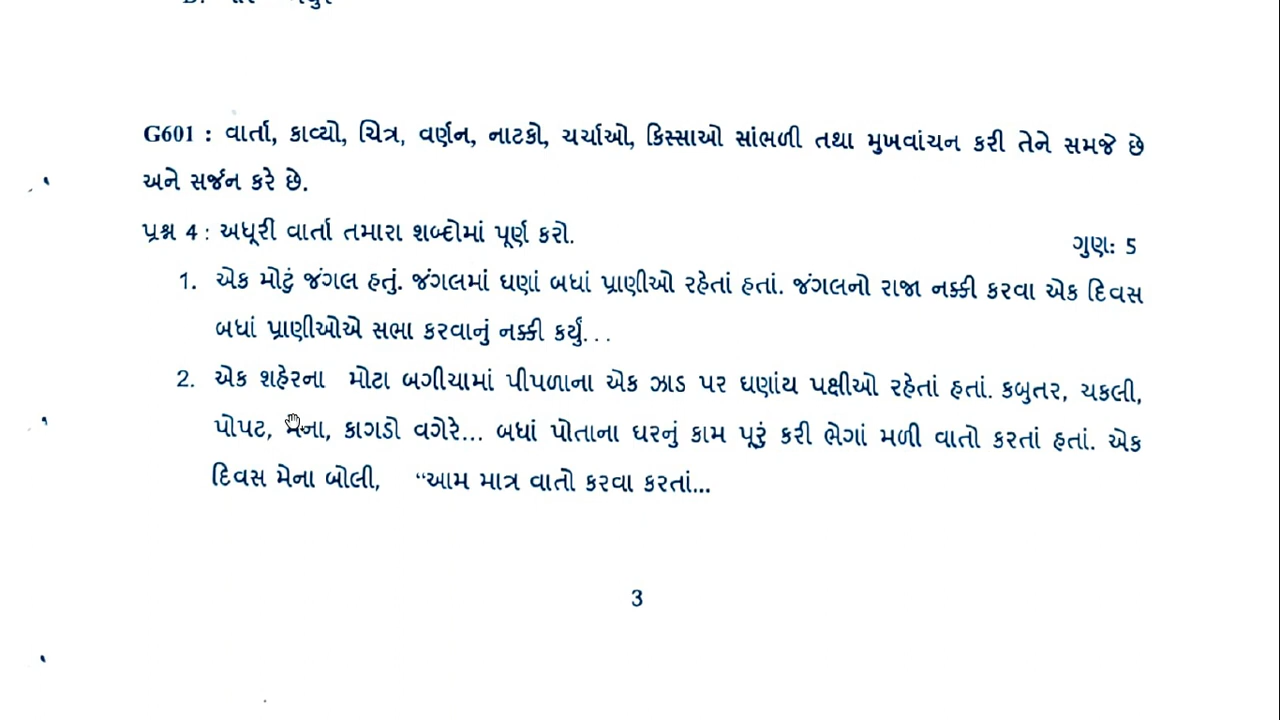 G601 : વાર્તા, કાવ્યો, ચિત્ર, વર્ણન, નાટકો, ચર્ચાઓ, કિસ્સાઓ સાંભળી તથા મુખવાંચન કરી તેને સમજે છે
અને સર્જન કરે છે.
પ્રશ્ન 4 : અધૂરી વાર્તા તમારા શબ્દોમાં પૂર્ણ કરો.
ગુણ: 5
1. એક મોટું જંગલ હતું. જંગલમાં ઘણાં બધાં પ્રાણીઓ રહેતાં હતાં. જંગલનો રાજા નક્કી કરવા એક દિવસ
બધાં પ્રાણીઓએ સભા કરવાનું નક્કી કર્યું...
2. એક શહેરના મોટા બગીચામાં પીપળાના એક ઝાડ પર ઘણાંય પક્ષીઓ રહેતાં હતાં. કબુતર, ચકલી,
પોપટ, મેના, કાગડો વગેરે... બધાં પોતાના ઘરનું કામ પૂરું કરી ભેગાં મળી વાતો કરતાં હતાં. એક
દિવસ મેના બોલી, “આમ માત્ર વાતો કરવા કરતાં...
3